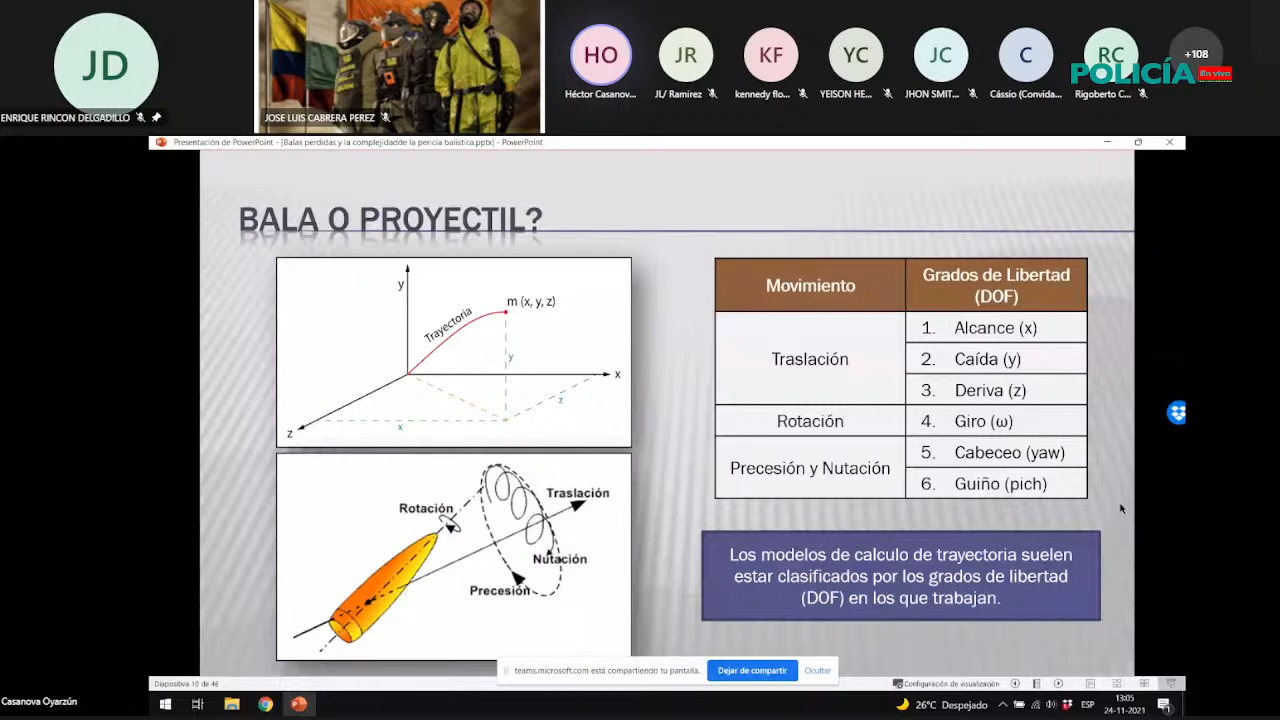 JD
HO
JR
KF
YC
JC
C
RC
+108
POLICÍA En vivo
ENRIQUE RINCON DELGADILLO
JOSE LUIS CABRERA PEREZ
Héctor Casanov...
JL/ Ramirez
kennedy flo...
YEISON HE...
JHON SMIT...
Cássio (Convida...
Rigoberto C...
Presentación de PowerPoint - [Balas perdidas y la complejidadde la pericia balistica.pptx] - PowerPoint
BALA O PROYECTIL?
y
m (x, y, z)
Trayectoria
y
x
z
x
z
Rotación
Traslación
Nutación
Precesión
Movimiento
Grados de Libertad
(DOF)
Traslación
1. Alcance (x)
2. Caída (y)
3. Deriva (z)
Rotación
4. Giro (ω)
Precesión y Nutación
5. Cabeceo (yaw)
6. Guiño (pich)
Los modelos de calculo de trayectoria suelen
estar clasificados por los grados de libertad
(DOF) en los que trabajan.
teams.microsoft.com está compartiendo tu pantalla.
Dejar de compartir
Ocultar
Diapositiva 10 de 46
Configuración de visualización
Casanova Oyarzún
26°C Despejado
ESP
13:05
24-11-2021
1